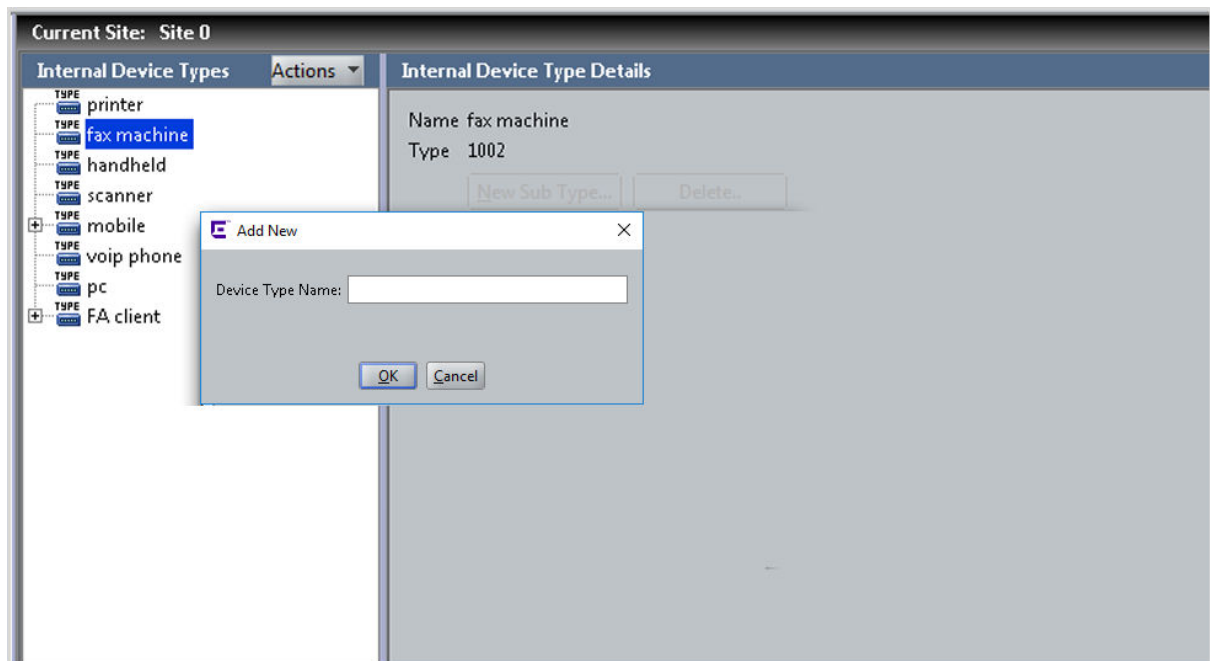 Current Site: Site 0
Internal Device Types Actions
Internal Device Type Details
TYPE printer
TYPE fax machine
TYPE handheld
TYPE scanner
TYPE mobile
TYPE voip phone
TYPE pc
TYPE FA client
Name fax machine
Type 1002
New Sub Type... Delete..
Add New
Device Type Name:
OK Cancel